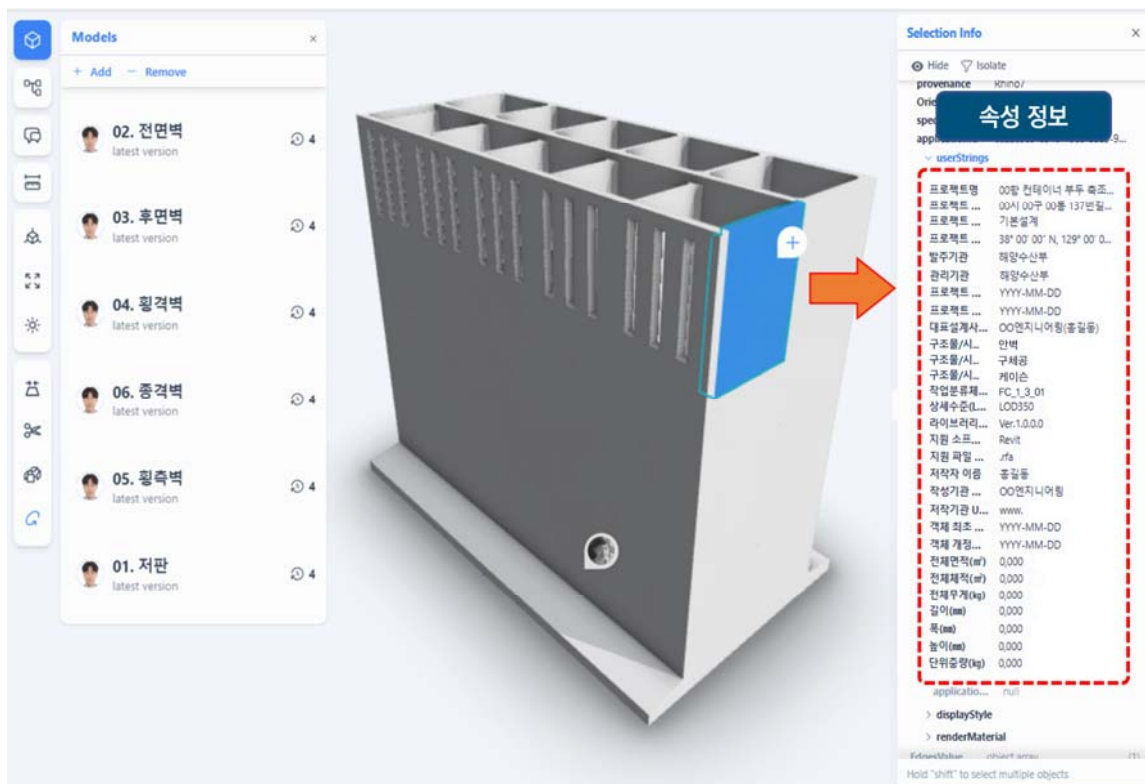 Models
×
+ Add
− Remove
02. 전면벽
latest version
4
03. 후면벽
latest version
4
04. 횡격벽
latest version
4
06. 종격벽
latest version
4
05. 횡측벽
latest version
4
01. 저판
latest version
4
Selection Info
×
Hide
Isolate
provenance Rhino7
속성 정보
userStrings
프로젝트명 00항 컨테이너 부두 축조...
프로젝트 ... 00시 00구 00동 137번길...
프로젝트 ... 기본설계
프로젝트 ... 38° 00' 00" N, 129° 00' 0...
발주기관 해양수산부
관리기관 해양수산부
프로젝트 ... YYYY-MM-DD
프로젝트 ... YYYY-MM-DD
대표설계사... OO엔지니어링(홍길동)
구조물/시... 안벽
구조물/시... 구체공
구조물/시... 케이슨
작업분류체... FC_1_3_01
상세수준(L... LOD350
라이브러리... Ver.1.0.0.0
지원 소프... Revit
지원 파일 ... .rfa
저작자 이름 홍길동
작성기관 ... OO엔지니어링
저작기관 U... www.
객체 최초 ... YYYY-MM-DD
객체 개정... YYYY-MM-DD
전체면적(㎡) 0,000
전체체적(㎥) 0,000
전체무게(kg) 0,000
길이(㎜) 0,000
폭(㎜) 0,000
높이(㎜) 0,000
단위중량(kg) 0,000
applicatio... null
displayStyle
renderMaterial
EdgesValue object array (1)
Hold "shift" to select multiple objects